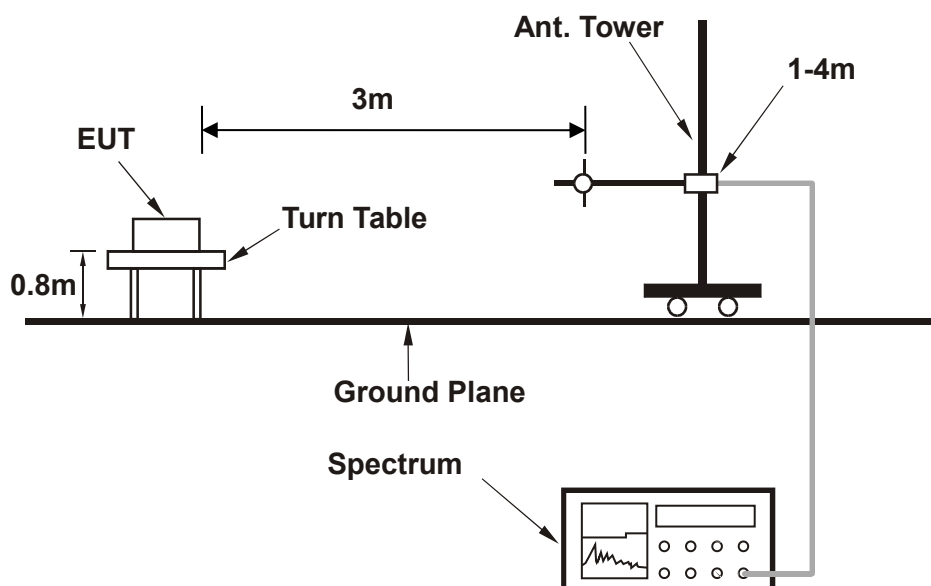 Ant. Tower
1-4m
3m
EUT
Turn Table
0.8m
Ground Plane
Spectrum